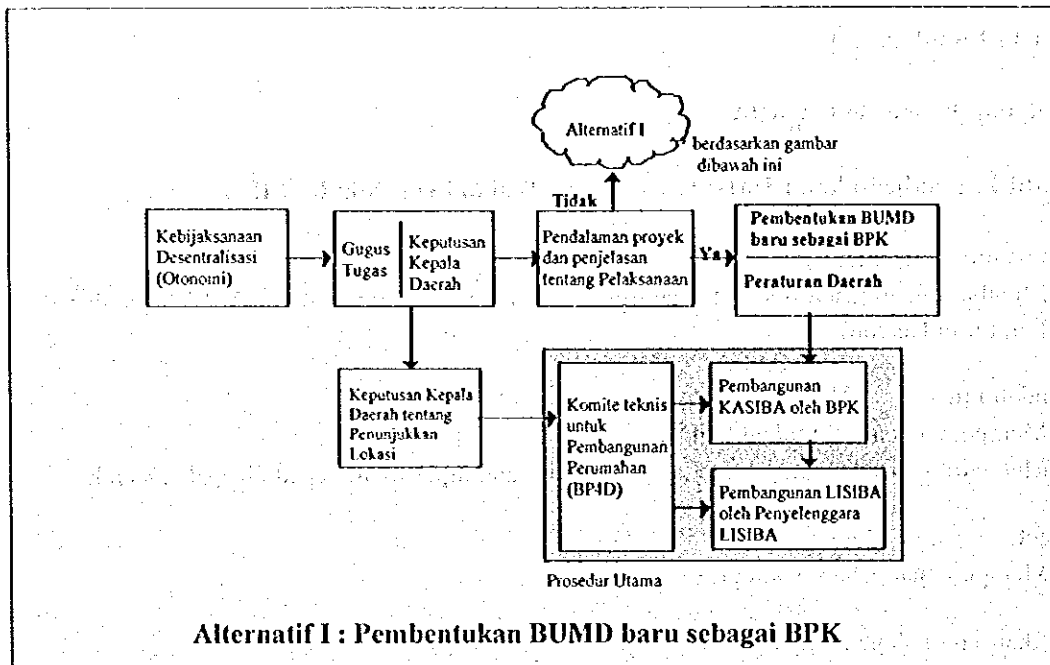 Alternatif I
berdasarkan gambar
dibawah ini
Tidak
Kebijaksanaan
Desentralisasi
(Otonomi)
Gugus
Tugas
Keputusan
Kepala
Daerah
Pendalaman proyek
dan penjelasan
tentang Pelaksanaan
Ya
Pembentukan BUMD
baru sebagai BPK
Peraturan Daerah
Keputusan Kepala
Daerah tentang
Penunjukkan
Lokasi
Komite teknis
untuk
Pembangunan
Perumahan
(BP4D)
Pembangunan
KASIBA oleh BPK
Pembangunan LISIBA
oleh Penyelenggara
LISIBA
Prosedar Utama
Alternatif I : Pembentukan BUMD baru sebagai BPK